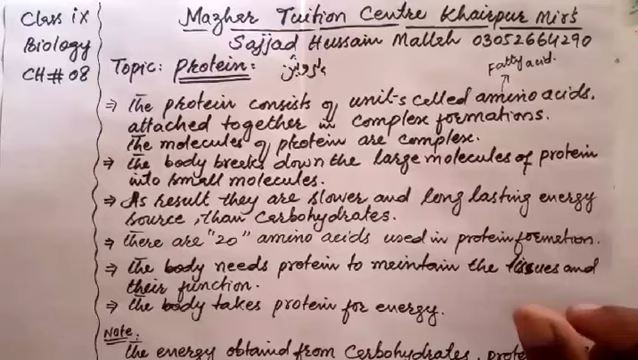 Class ix
Biology
CH# 08
Mazher Tuition Centre Khairpur Mir's
Sajjad Hussain Mallah 03052664290
Topic: Protein:
Fatty acid.
⇒ The protein consists of unit-s called amino acids.
attached together in complex formations.
The molecules of protein are complex.
⇒ The body breaks down the large molecules of protein
into small molecules.
⇒ As result they are slower and long lasting energy
source, than carbohydrates.
⇒ There are "20" amino acids used in protein formation.
⇒ The body needs protein to meintain the tissues and
their function.
⇒ The body takes protein for energy.
Note:
The energy obtained from carbohydrates, prote